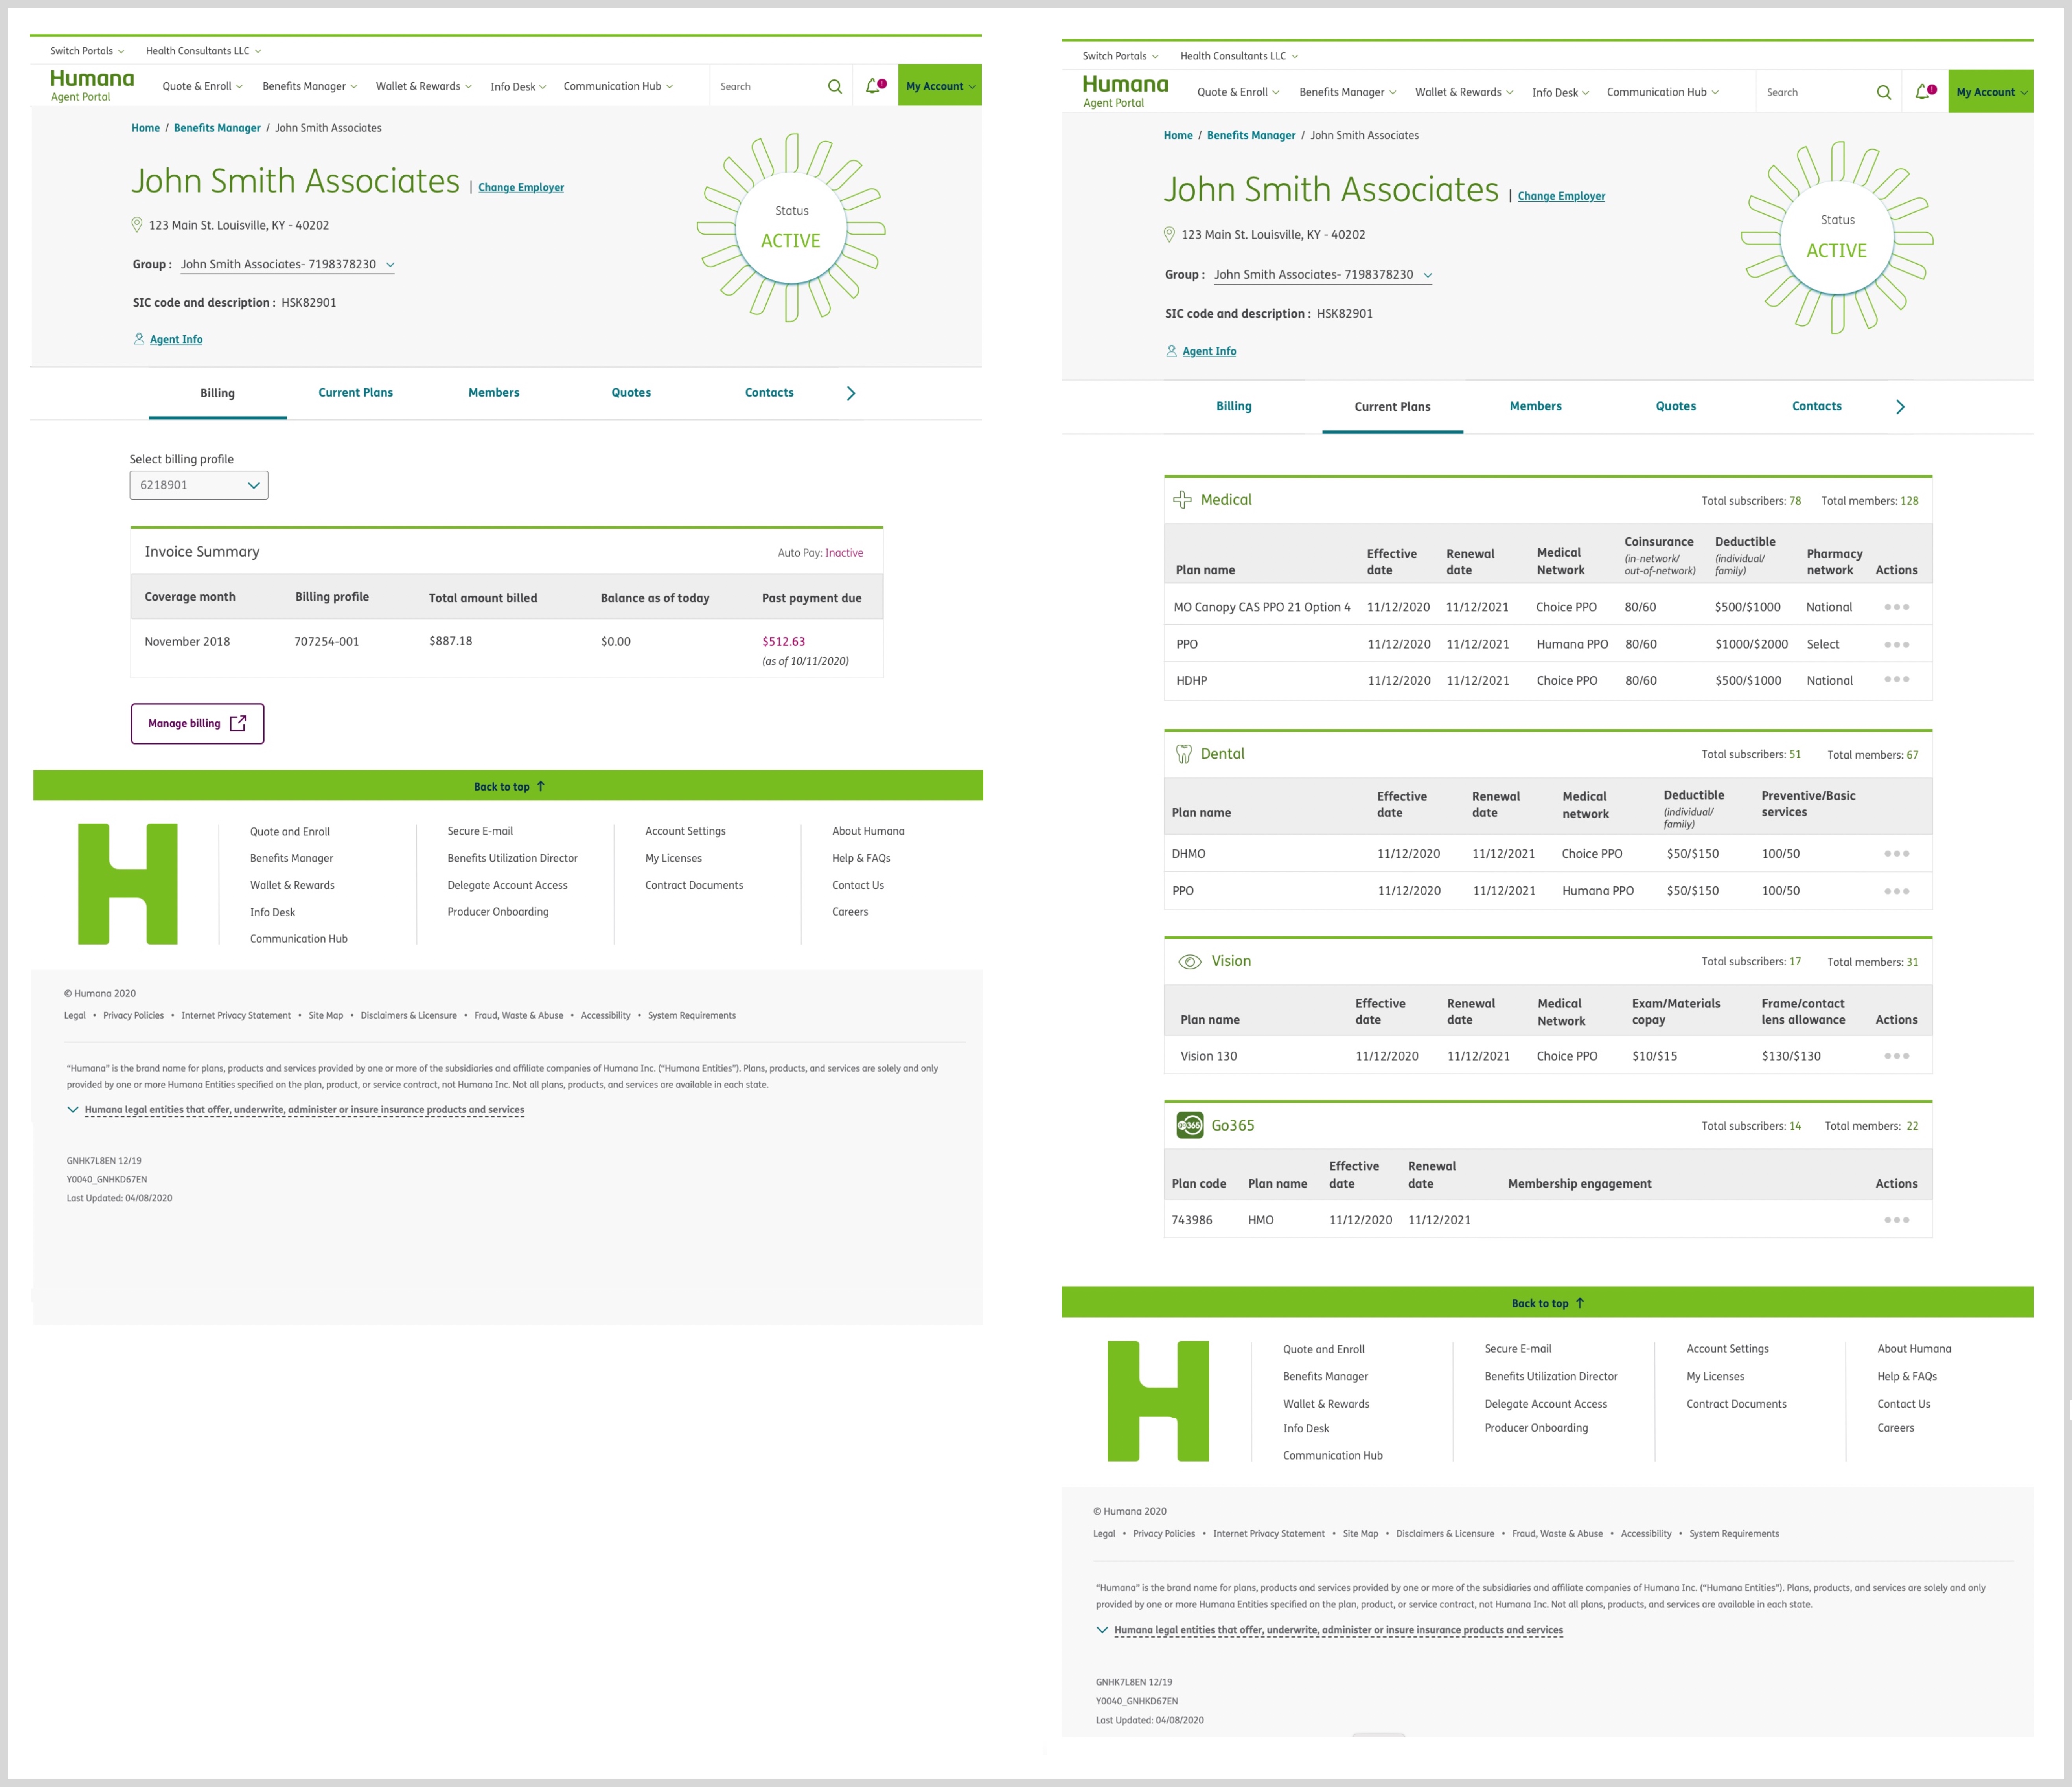 Switch Portals Health Consultants LLC
Humana
Agent Portal
Quote & Enroll Benefits Manager Wallet & Rewards Info Desk Communication Hub Search ! My Account
Home / Benefits Manager / John Smith Associates
John Smith Associates | Change Employer
123 Main St. Louisville, KY - 40202
Group : John Smith Associates- 7198378230
SIC code and description : HSK82901
Agent Info
Status
ACTIVE
Billing Current Plans Members Quotes Contacts
Select billing profile
6218901
Invoice Summary Auto Pay: Inactive
Coverage month Billing profile Total amount billed Balance as of today Past payment due
November 2018 707254-001 $887.18 $0.00 $512.63
(as of 10/11/2020)
Manage billing
Back to top
Quote and Enroll
Benefits Manager
Wallet & Rewards
Info Desk
Communication Hub
Secure E-mail
Benefits Utilization Director
Delegate Account Access
Producer Onboarding
Account Settings
My Licenses
Contract Documents
About Humana
Help & FAQs
Contact Us
Careers
© Humana 2020
Legal • Privacy Policies • Internet Privacy Statement • Site Map • Disclaimers & Licensure • Fraud, Waste & Abuse • Accessibility • System Requirements
“Humana” is the brand name for plans, products and services provided by one or more of the subsidiaries and affiliate companies of Humana Inc. (“Humana Entities”). Plans, products, and services are solely and only
provided by one or more Humana Entities specified on the plan, product, or service contract, not Humana Inc. Not all plans, products, and services are available in each state.
Humana legal entities that offer, underwrite, administer or insure insurance products and services
GNHK7L8EN 12/19
Y0040_GNHKD67EN
Last Updated: 04/08/2020
Switch Portals Health Consultants LLC
Humana
Agent Portal
Quote & Enroll Benefits Manager Wallet & Rewards Info Desk Communication Hub Search ! My Account
Home / Benefits Manager / John Smith Associates
John Smith Associates | Change Employer
123 Main St. Louisville, KY - 40202
Group : John Smith Associates- 7198378230
SIC code and description : HSK82901
Agent Info
Status
ACTIVE
Billing Current Plans Members Quotes Contacts
Medical Total subscribers: 78 Total members: 128
Plan name Effective date Renewal date Medical Network Coinsurance (in-network/ out-of-network) Deductible (individual/ family) Pharmacy network Actions
MO Canopy CAS PPO 21 Option 4 11/12/2020 11/12/2021 Choice PPO 80/60 $500/$1000 National
PPO 11/12/2020 11/12/2021 Humana PPO 80/60 $1000/$2000 Select
HDHP 11/12/2020 11/12/2021 Choice PPO 80/60 $500/$1000 National
Dental Total subscribers: 51 Total members: 67
Plan name Effective date Renewal date Medical network Deductible (individual/ family) Preventive/Basic services
DHMO 11/12/2020 11/12/2021 Choice PPO $50/$150 100/50
PPO 11/12/2020 11/12/2021 Humana PPO $50/$150 100/50
Vision Total subscribers: 17 Total members: 31
Plan name Effective date Renewal date Medical Network Exam/Materials copay Frame/contact lens allowance Actions
Vision 130 11/12/2020 11/12/2021 Choice PPO $10/$15 $130/$130
go365 Go365 Total subscribers: 14 Total members: 22
Plan code Plan name Effective date Renewal date Membership engagement Actions
743986 HMO 11/12/2020 11/12/2021
Back to top
Quote and Enroll
Benefits Manager
Wallet & Rewards
Info Desk
Communication Hub
Secure E-mail
Benefits Utilization Director
Delegate Account Access
Producer Onboarding
Account Settings
My Licenses
Contract Documents
About Humana
Help & FAQs
Contact Us
Careers
© Humana 2020
Legal • Privacy Policies • Internet Privacy Statement • Site Map • Disclaimers & Licensure • Fraud, Waste & Abuse • Accessibility • System Requirements
“Humana” is the brand name for plans, products and services provided by one or more of the subsidiaries and affiliate companies of Humana Inc. (“Humana Entities”). Plans, products, and services are solely and only
provided by one or more Humana Entities specified on the plan, product, or service contract, not Humana Inc. Not all plans, products, and services are available in each state.
Humana legal entities that offer, underwrite, administer or insure insurance products and services
GNHK7L8EN 12/19
Y0040_GNHKD67EN
Last Updated: 04/08/2020